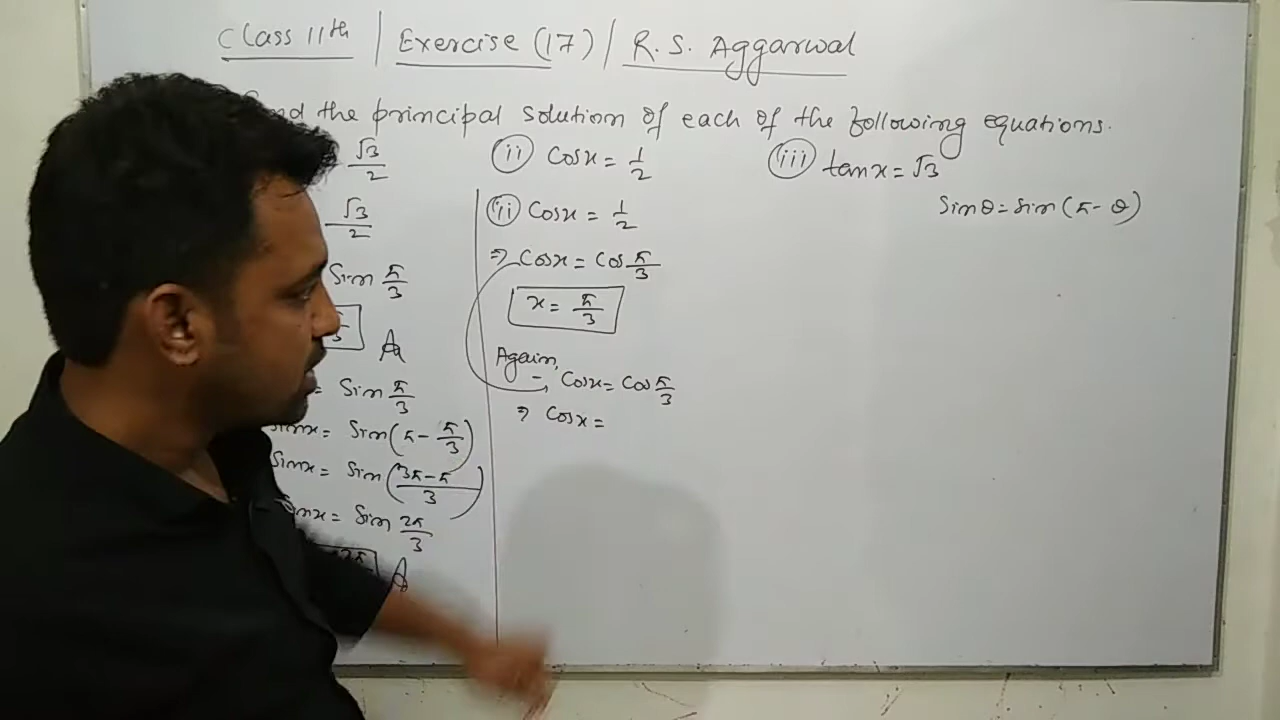 Class 11th / Exercise (17) / R. S. Aggarwal
the principal solution of each of the following equations.
√3/2
(ii) Cosx = 1/2
(iii) tanx = √3
√3/2
Sin π/3
= Sin π/3
Sinx = Sin(π - π/3)
Sinx = Sin(3π-π/3)
Sinx = Sin 2π/3
(ii) Cosx = 1/2
⇒ Cosx = Cos π/3
x = π/3
Again,
Cosx = Cos π/3
⇒ Cosx =
Sinθ = Sin(π - θ)